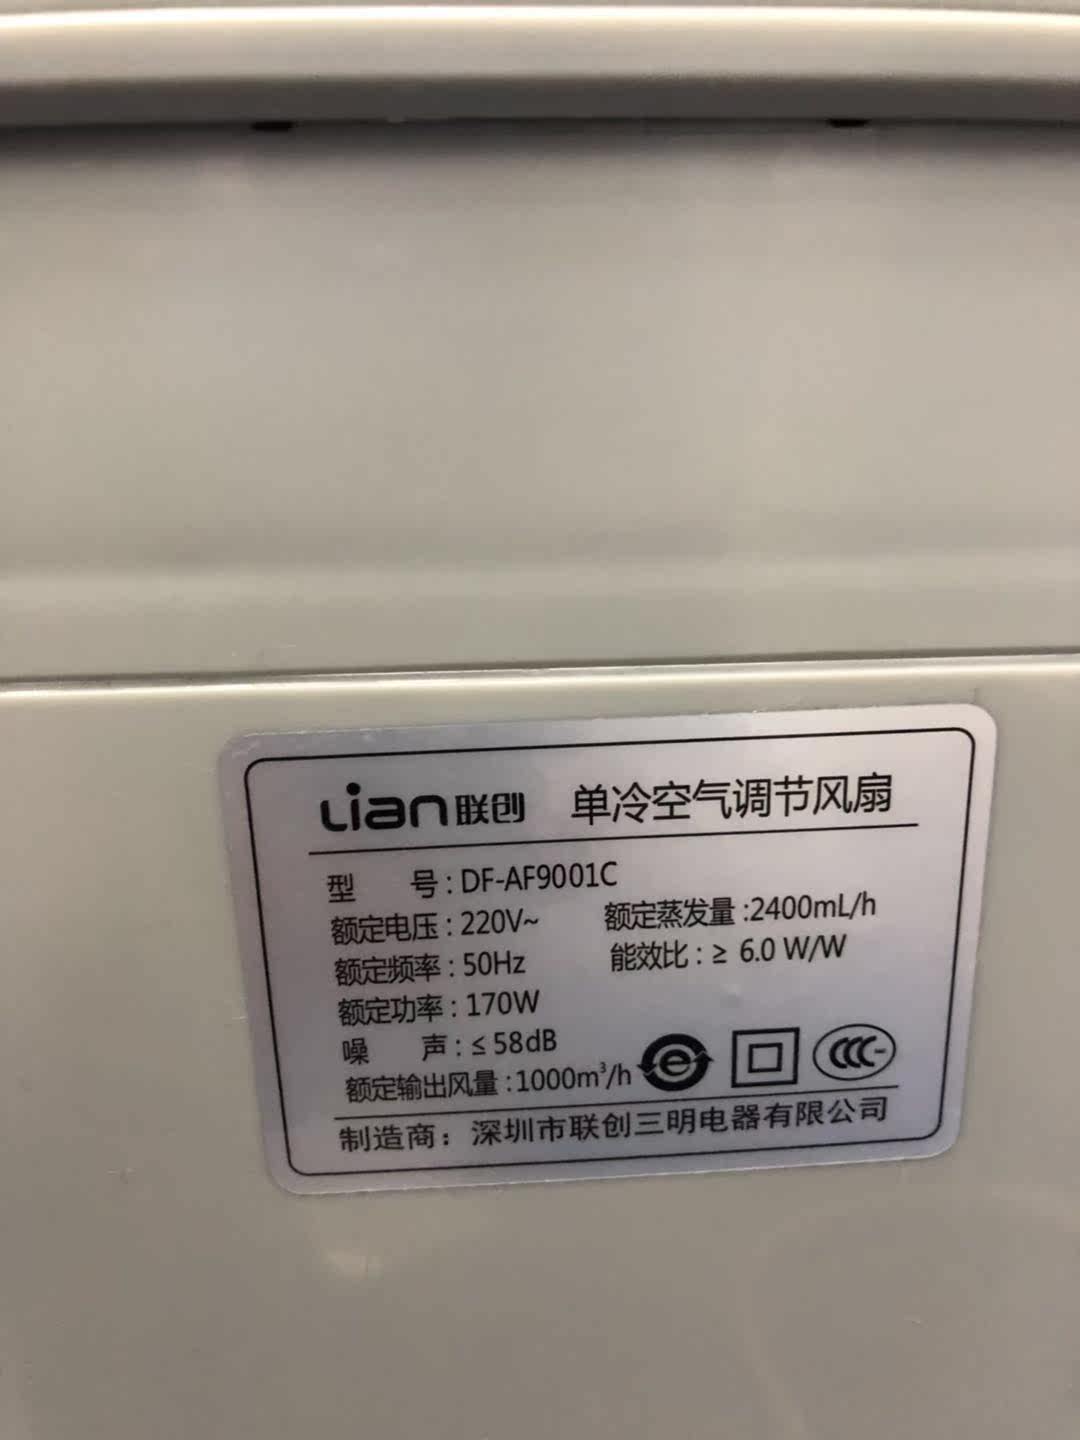 Lian联创 单冷空气调节风扇
型 号：DF-AF9001C
额定电压：220V~ 额定蒸发量：2400mL/h
额定频率：50Hz 能效比：≥ 6.0 W/W
额定功率：170W
噪 声：≤58dB
额定输出风量：1000m³/h
制造商：深圳市联创三明电器有限公司